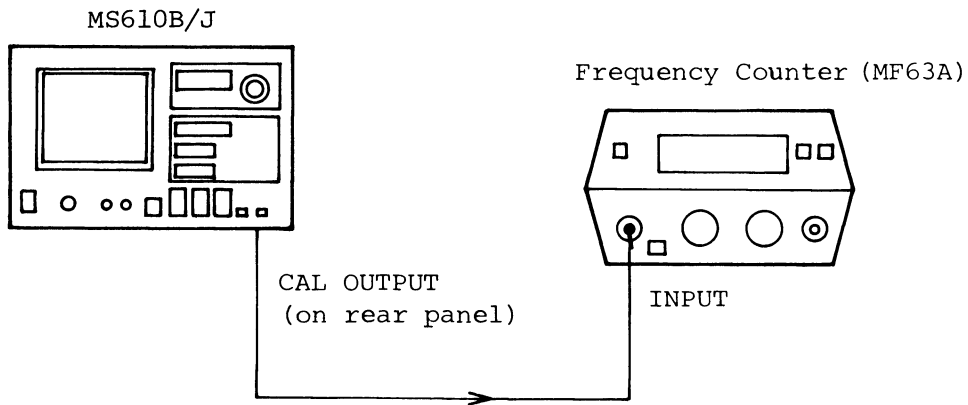 MS610B/J
Frequency Counter (MF63A)
CAL OUTPUT
(on rear panel)
INPUT